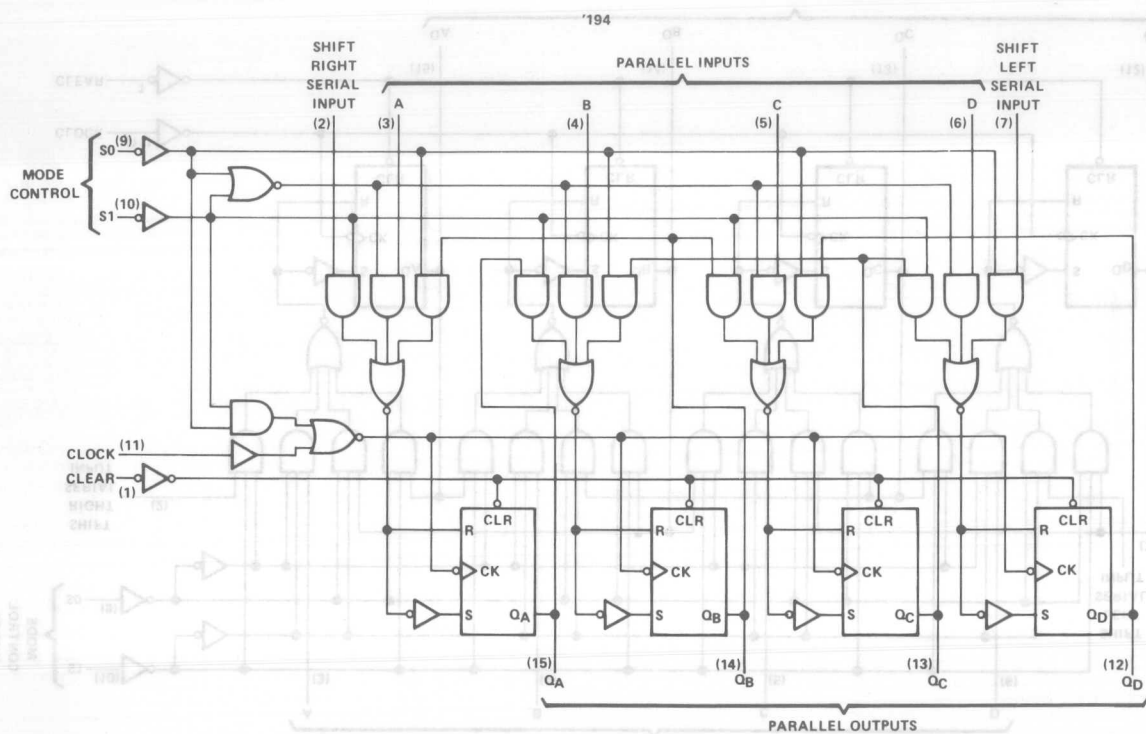 '194
SHIFT
RIGHT
SERIAL
INPUT
(2)
PARALLEL INPUTS
A
(3)
B
(4)
C
(5)
D
(6)
SHIFT
LEFT
SERIAL
INPUT
(7)
MODE
CONTROL
S0
(9)
S1
(10)
CLOCK
(11)
CLEAR
(1)
CLR
R
CK
S
QA
CLR
R
CK
S
QB
CLR
R
CK
S
QC
CLR
R
CK
S
QD
(15)
QA
(14)
QB
(13)
QC
(12)
QD
PARALLEL OUTPUTS